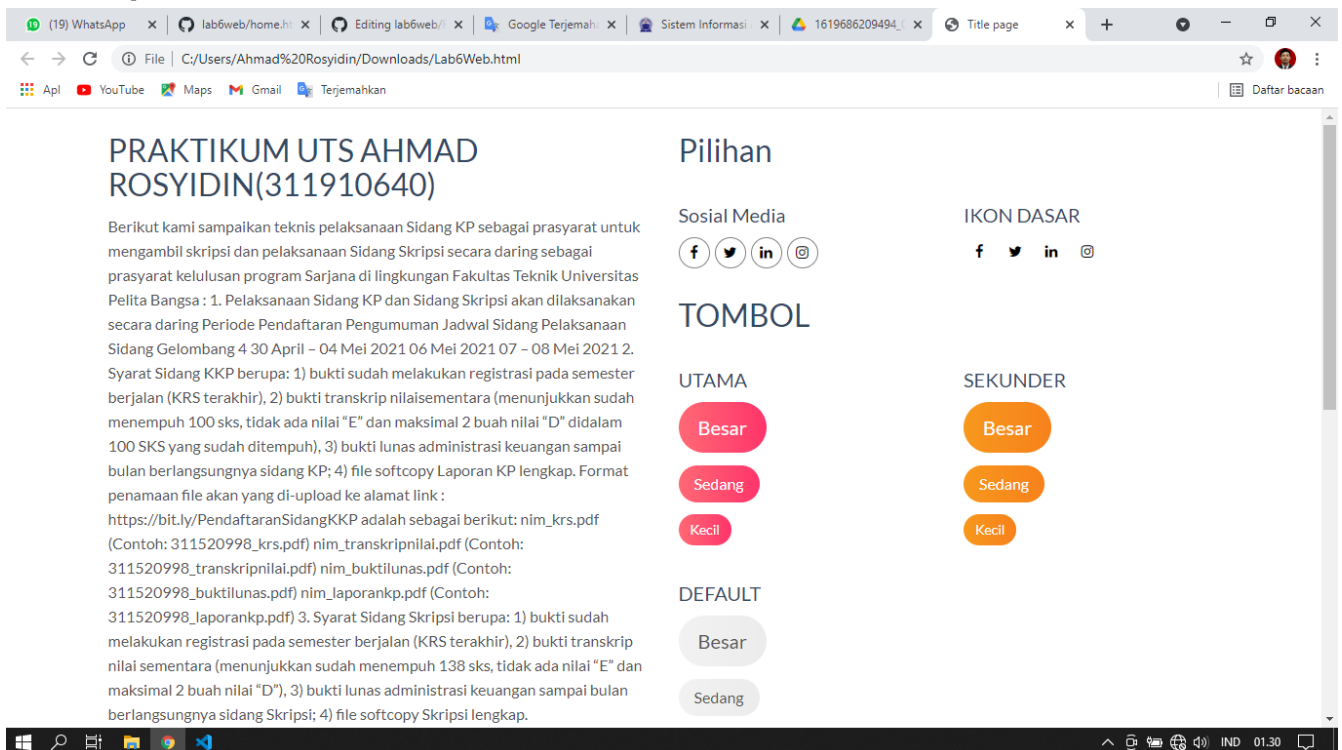 (19) WhatsApp
lab6web/home.ht
Editing lab6web/
Google Terjemah
Sistem Informasi
1619686209494_
Title page
File
C:/Users/Ahmad%20Rosyidin/Downloads/Lab6Web.html
Apl
YouTube
Maps
Gmail
Terjemahkan
Daftar bacaan
PRAKTIKUM UTS AHMAD
ROSYIDIN(311910640)
Berikut kami sampaikan teknis pelaksanaan Sidang KP sebagai prasyarat untuk
mengambil skripsi dan pelaksanaan Sidang Skripsi secara daring sebagai
prasyarat kelulusan program Sarjana di lingkungan Fakultas Teknik Universitas
Pelita Bangsa : 1. Pelaksanaan Sidang KP dan Sidang Skripsi akan dilaksanakan
secara daring Periode Pendaftaran Pengumuman Jadwal Sidang Pelaksanaan
Sidang Gelombang 4 30 April – 04 Mei 2021 06 Mei 2021 07 – 08 Mei 2021 2.
Syarat Sidang KKP berupa: 1) bukti sudah melakukan registrasi pada semester
berjalan (KRS terakhir), 2) bukti transkrip nilaisementara (menunjukkan sudah
menempuh 100 sks, tidak ada nilai “E” dan maksimal 2 buah nilai “D” didalam
100 SKS yang sudah ditempuh), 3) bukti lunas administrasi keuangan sampai
bulan berlangsungnya sidang KP; 4) file softcopy Laporan KP lengkap. Format
penamaan file akan yang di-upload ke alamat link :
https://bit.ly/PendaftaranSidangKKP adalah sebagai berikut: nim_krs.pdf
(Contoh: 311520998_krs.pdf) nim_transkripnilai.pdf (Contoh:
311520998_transkripnilai.pdf) nim_buktilunas.pdf (Contoh:
311520998_buktilunas.pdf) nim_laporankp.pdf (Contoh:
311520998_laporankp.pdf) 3. Syarat Sidang Skripsi berupa: 1) bukti sudah
melakukan registrasi pada semester berjalan (KRS terakhir), 2) bukti transkrip
nilai sementara (menunjukkan sudah menempuh 138 sks, tidak ada nilai “E” dan
maksimal 2 buah nilai “D”), 3) bukti lunas administrasi keuangan sampai bulan
berlangsungnya sidang Skripsi; 4) file softcopy Skripsi lengkap.
Pilihan
Sosial Media
IKON DASAR
TOMBOL
UTAMA
Besar
Sedang
Kecil
SEKUNDER
Besar
Sedang
Kecil
DEFAULT
Besar
Sedang
IND
01.30